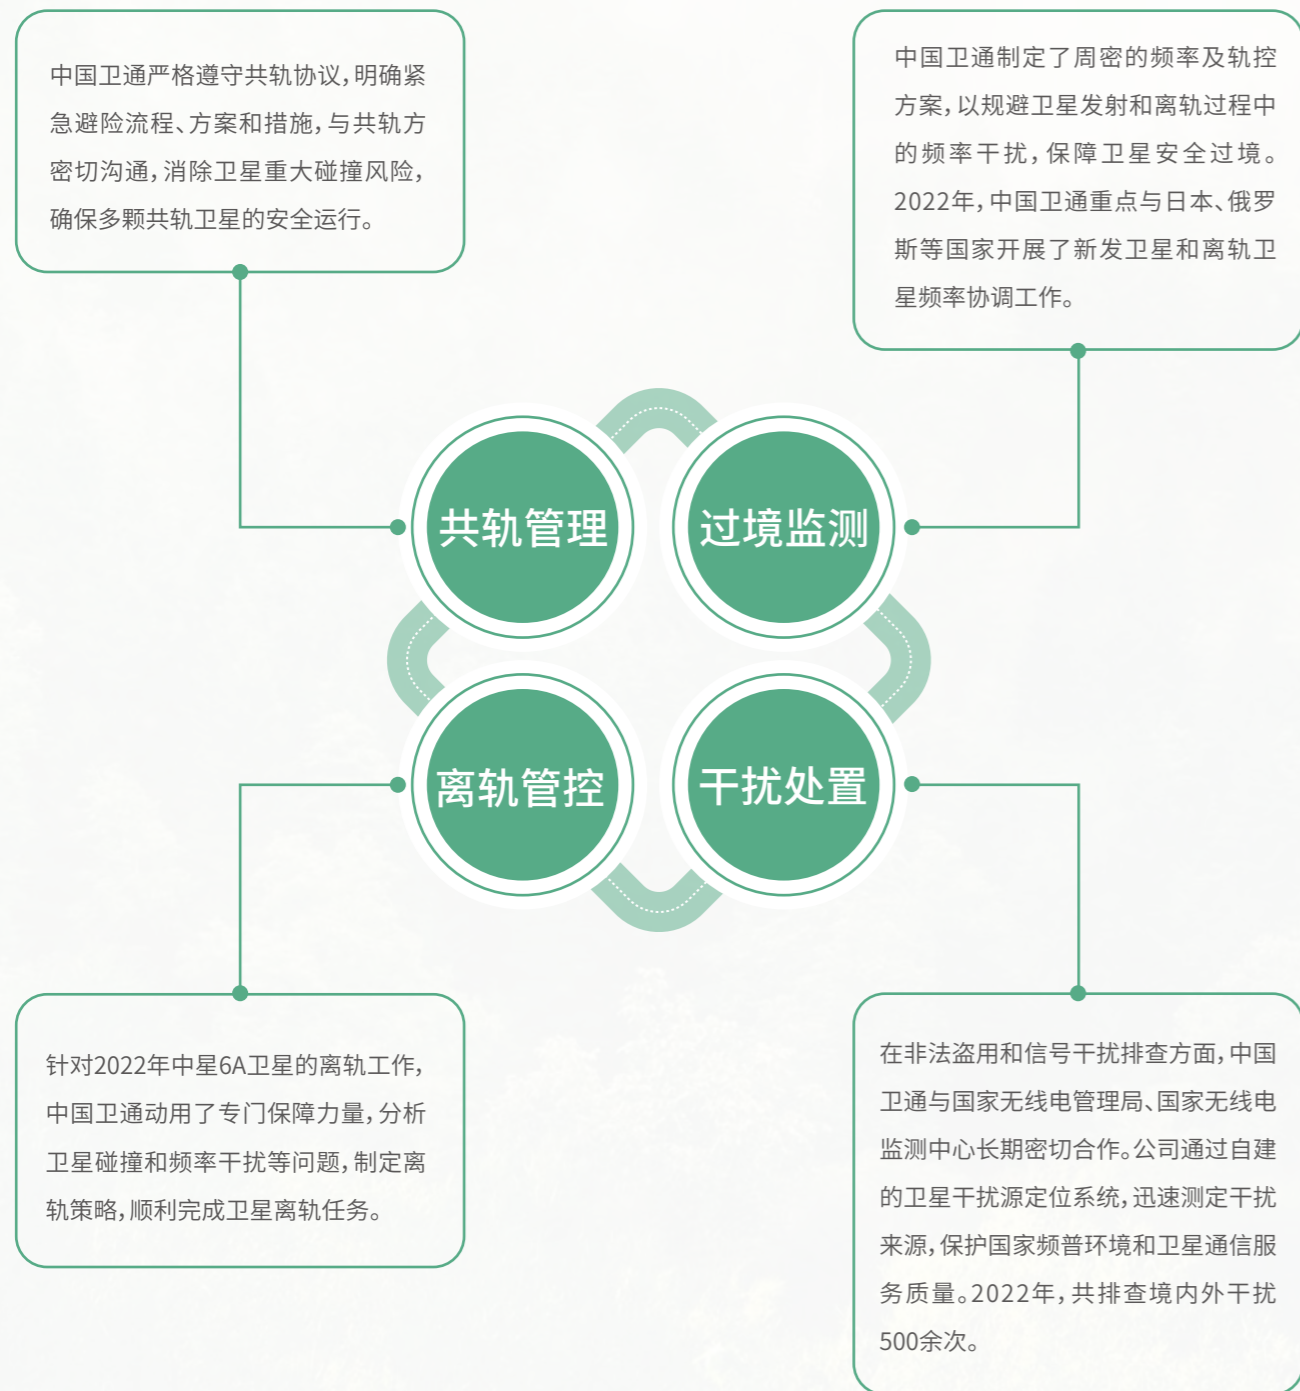 中国卫通严格遵守共轨协议，明确紧
急避险流程、方案和措施，与共轨方
密切沟通，消除卫星重大碰撞风险，
确保多颗共轨卫星的安全运行。
中国卫通制定了周密的频率及轨控
方案，以规避卫星发射和离轨过程中
的频率干扰，保障卫星安全过境。
2022年，中国卫通重点与日本、俄罗
斯等国家开展了新发卫星和离轨卫
星频率协调工作。
共轨管理
过境监测
离轨管控
干扰处置
针对2022年中星6A卫星的离轨工作，
中国卫通动用了专门保障力量，分析
卫星碰撞和频率干扰等问题，制定离
轨策略，顺利完成卫星离轨任务。
在非法盗用和信号干扰排查方面，中国
卫通与国家无线电管理局、国家无线电
监测中心长期密切合作。公司通过自建
的卫星干扰源定位系统，迅速测定干扰
来源，保护国家频普环境和卫星通信服
务质量。2022年，共排查境内外干扰
500余次。